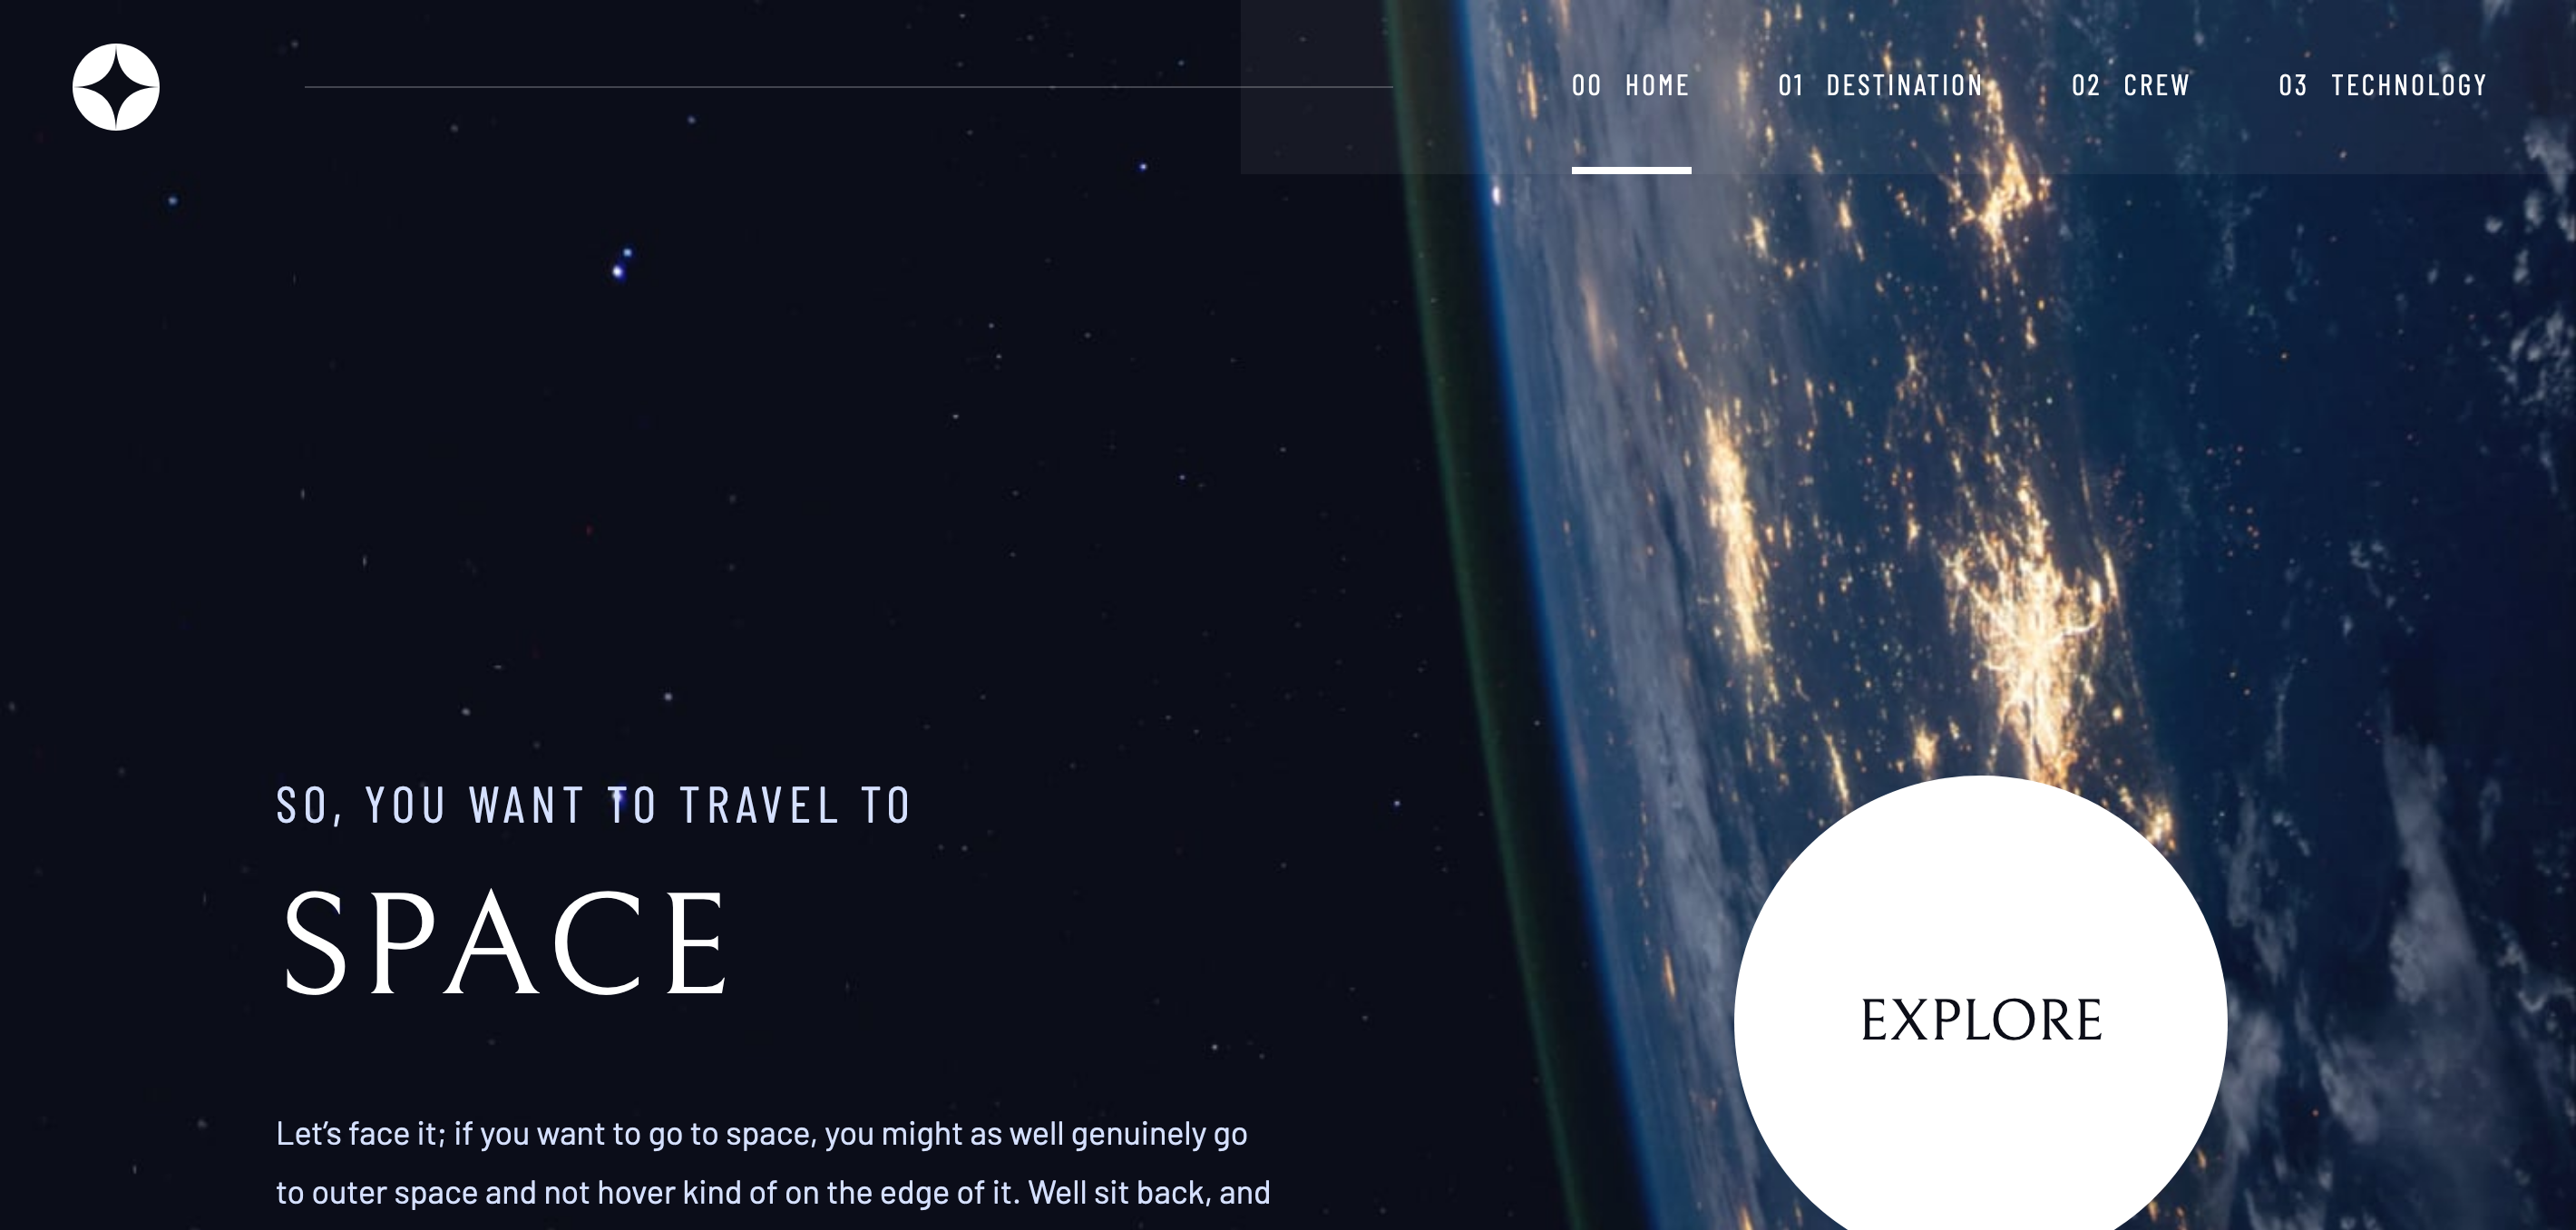 00 HOME 01 DESTINATION 02 CREW 03 TECHNOLOGY
SO, YOU WANT TO TRAVEL TO
SPACE
Let’s face it; if you want to go to space, you might as well genuinely go
to outer space and not hover kind of on the edge of it. Well sit back, and
EXPLORE